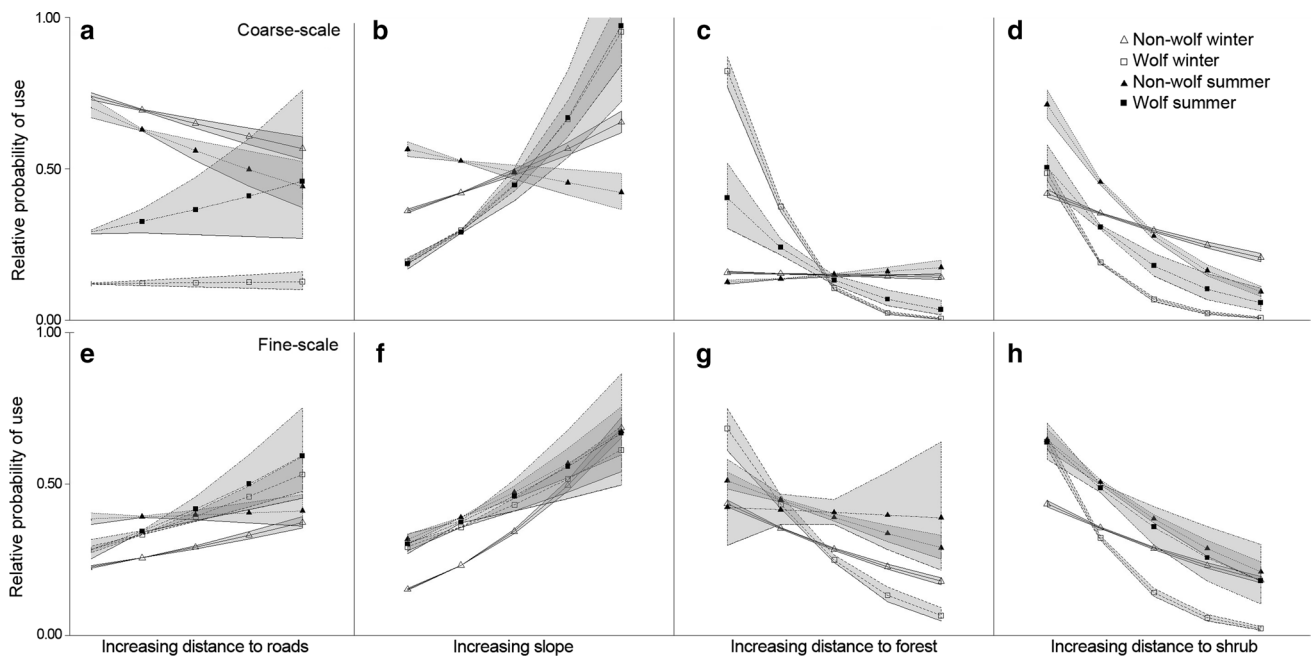 1.00
a
Coarse-scale
b
c
d
Non-wolf winter
Wolf winter
Non-wolf summer
Wolf summer
Relative probability of use
0.50
0.00
1.00
e
Fine-scale
f
g
h
Relative probability of use
0.50
0.00
Increasing distance to roads
Increasing slope
Increasing distance to forest
Increasing distance to shrub